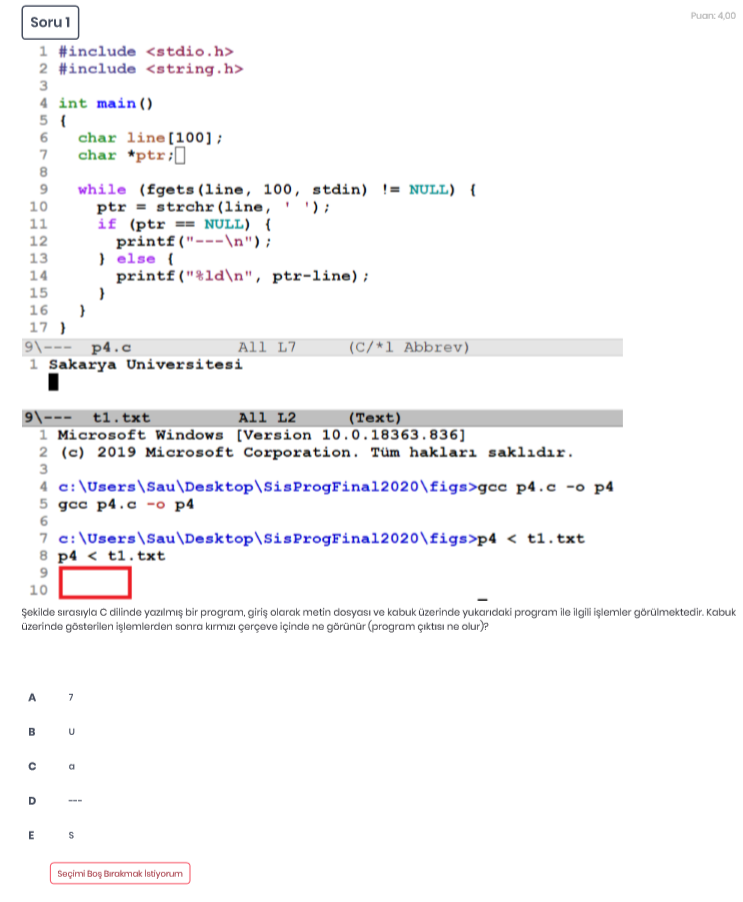 Soru 1
Puan: 4,00
1 #include <stdio.h>
2 #include <string.h>
3
4 int main()
5 {
6 char line[100];
7 char *ptr;
8
9 while (fgets(line, 100, stdin) != NULL) {
10 ptr = strchr(line, ' ');
11 if (ptr == NULL) {
12 printf("---\n");
13 } else {
14 printf("%ld\n", ptr-line);
15 }
16 }
17 }
9\--- p4.c All L7 (C/*l Abbrev)
1 Sakarya Universitesi
9\--- t1.txt All L2 (Text)
1 Microsoft Windows [Version 10.0.18363.836]
2 (c) 2019 Microsoft Corporation. Tüm hakları saklıdır.
3
4 c:\Users\Sau\Desktop\SisProgFinal2020\figs>gcc p4.c -o p4
5 gcc p4.c -o p4
6
7 c:\Users\Sau\Desktop\SisProgFinal2020\figs>p4 < t1.txt
8 p4 < t1.txt
9
10
Şekilde sırasıyla C dilinde yazılmış bir program, giriş olarak metin dosyası ve kabuk üzerinde yukarıdaki program ile ilgili işlemler görülmektedir. Kabuk
üzerinde gösterilen işlemlerden sonra kırmızı çerçeve içinde ne görünür (program çıktısı ne olur)?
A 7
B U
C a
D ---
E S
Seçimi Boş Bırakmak İstiyorum